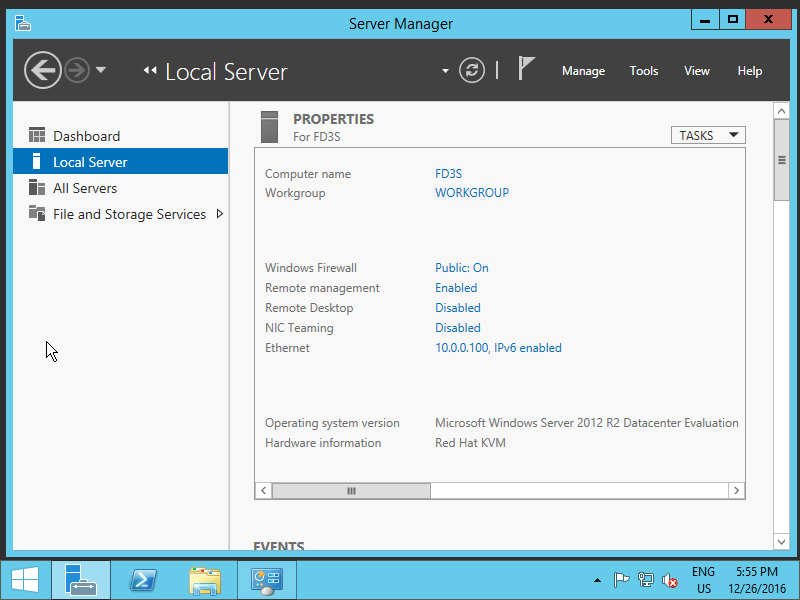 Server Manager
Local Server
Manage Tools View Help
Dashboard
Local Server
All Servers
File and Storage Services
PROPERTIES
For FD3S
TASKS
Computer name FD3S
Workgroup WORKGROUP
Windows Firewall Public: On
Remote management Enabled
Remote Desktop Disabled
NIC Teaming Disabled
Ethernet 10.0.0.100, IPv6 enabled
Operating system version Microsoft Windows Server 2012 R2 Datacenter Evaluation
Hardware information Red Hat KVM
EVENTS
ENG 5:55 PM
US 12/26/2016